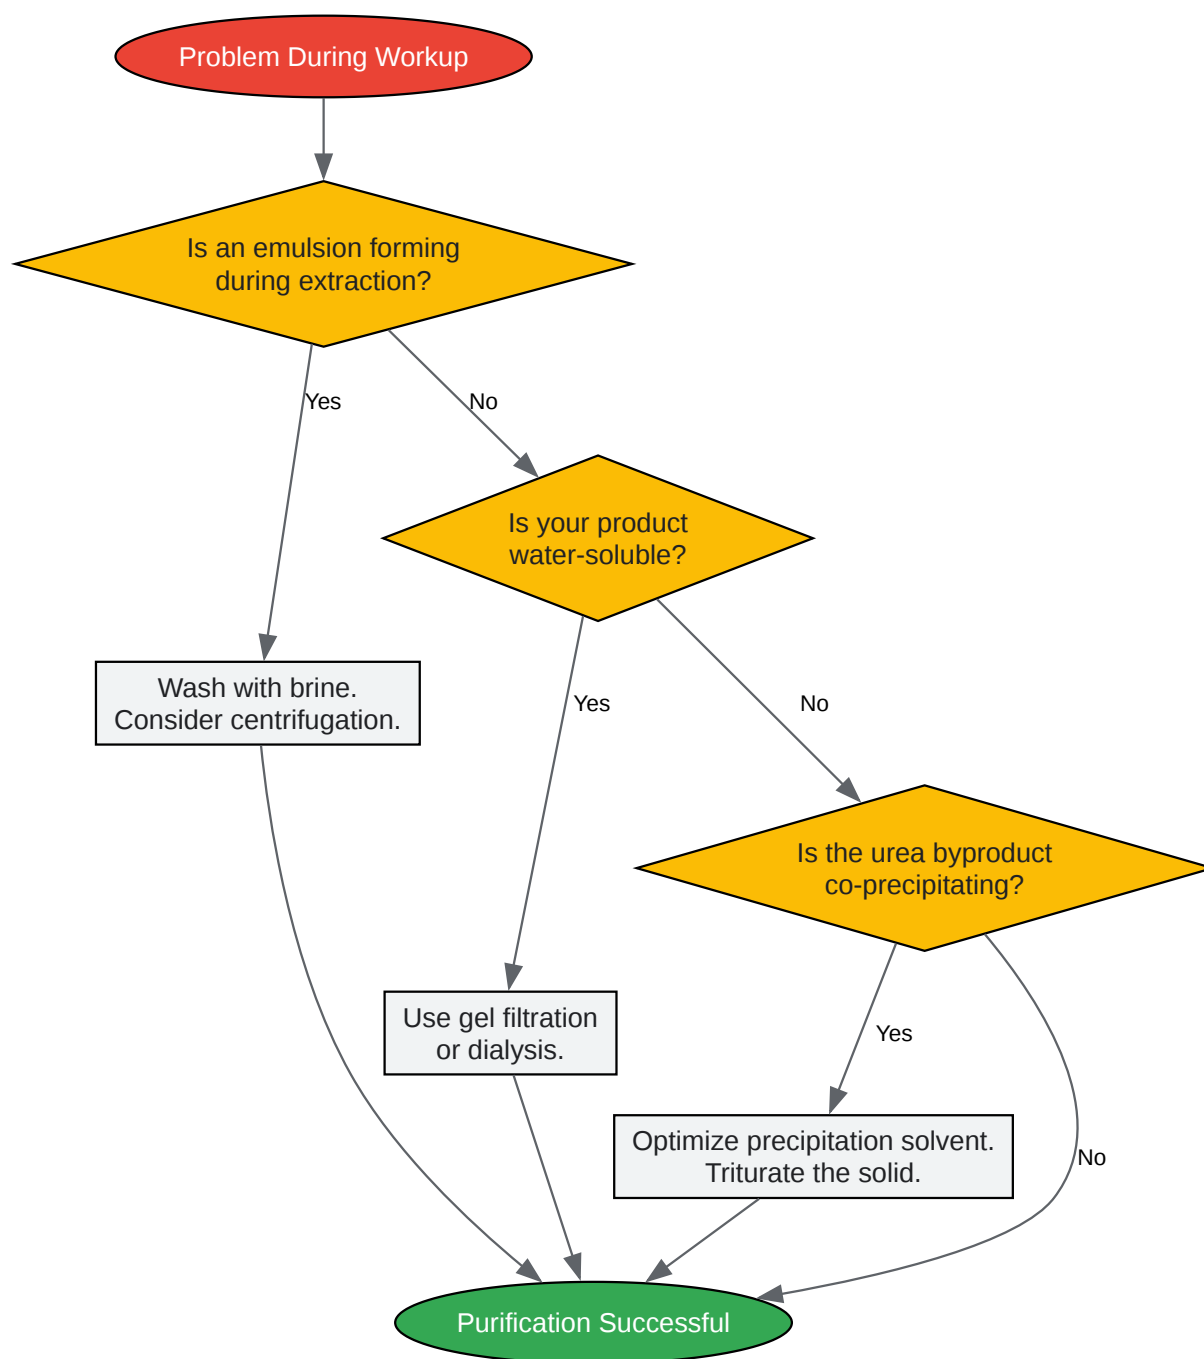 Problem During Workup
Is an emulsion forming
during extraction?
Yes
No
Is your product
water-soluble?
Wash with brine.
Consider centrifugation.
Yes
No
Is the urea byproduct
co-precipitating?
Use gel filtration
or dialysis.
Yes
Optimize precipitation solvent.
Triturate the solid.
No
Purification Successful